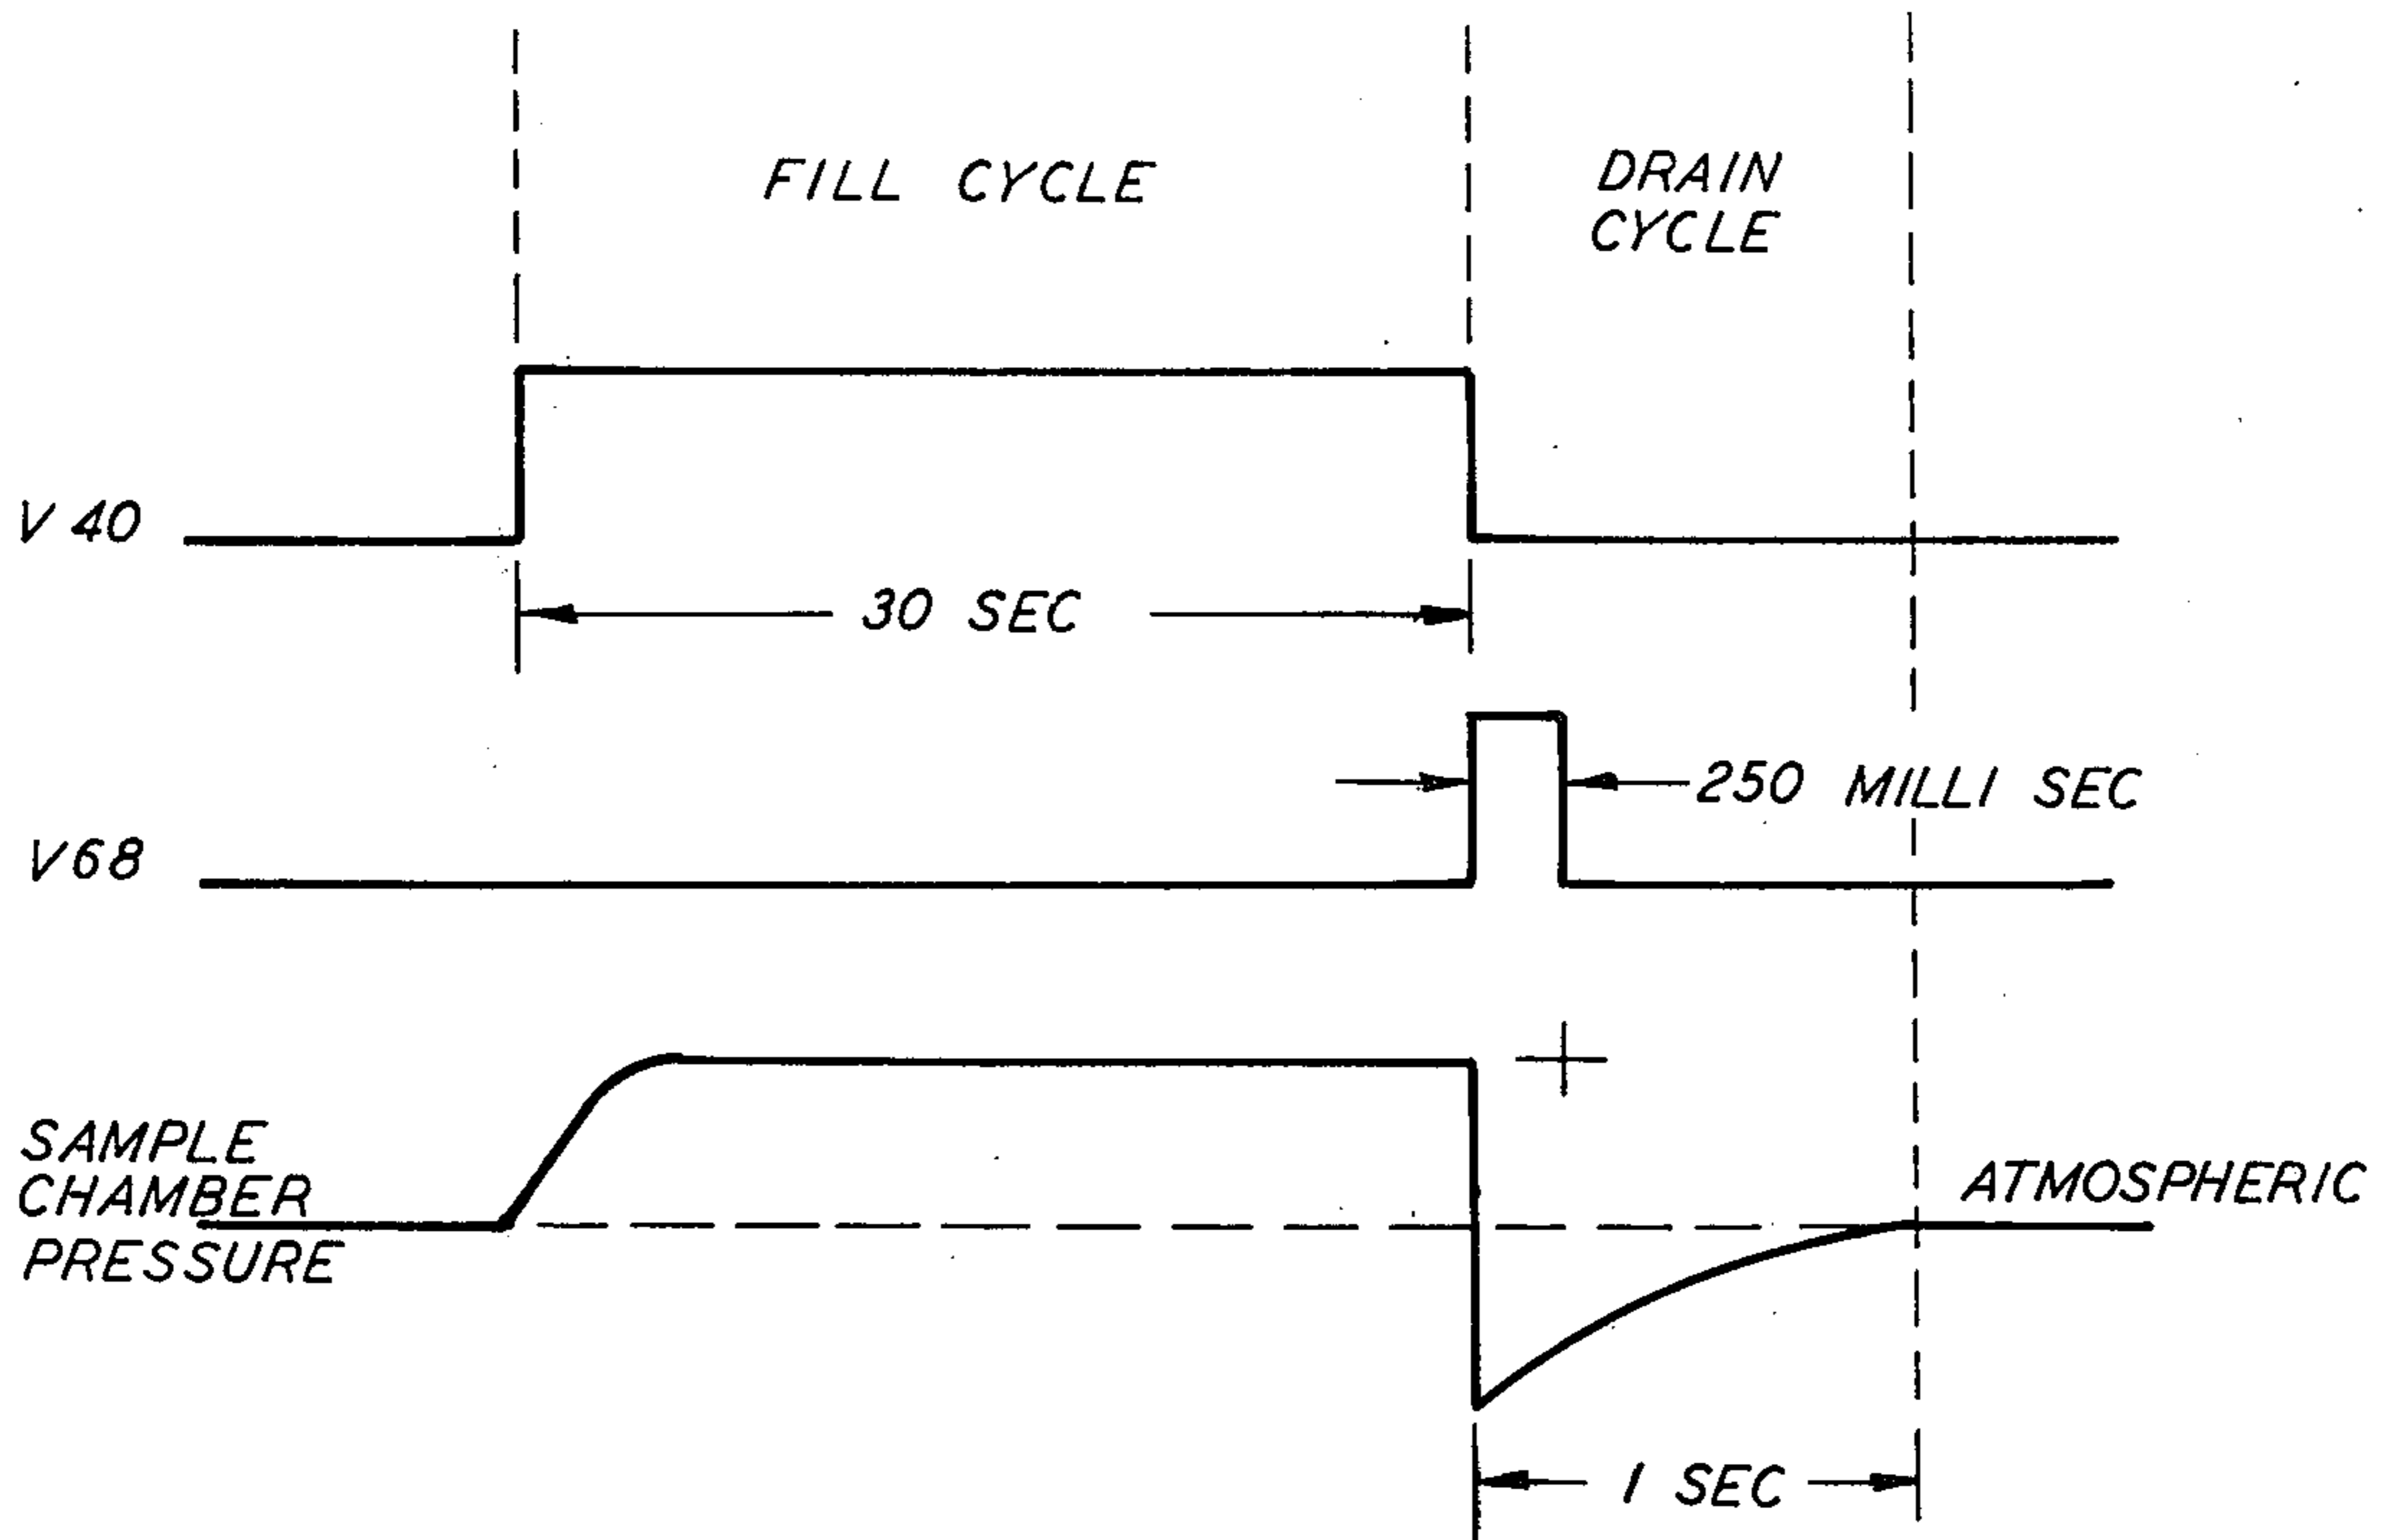 FILL CYCLE
DRAIN
CYCLE
V 40
30 SEC
250 MILLI SEC
V68
SAMPLE
CHAMBER
PRESSURE
ATMOSPHERIC
1 SEC